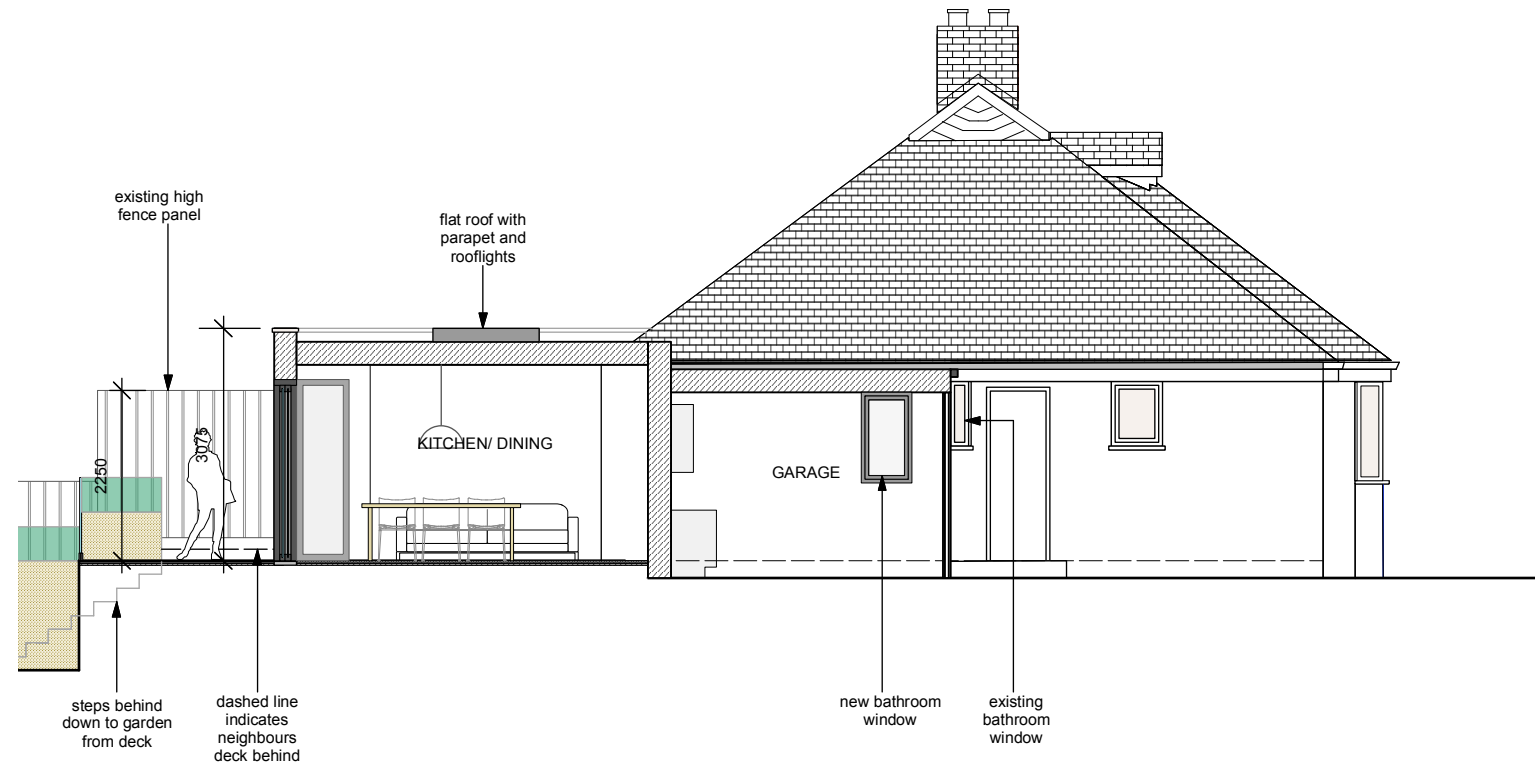 existing high
fence panel
flat roof with
parapet and
rooflights
3075
2250
KITCHEN/ DINING
GARAGE
steps behind
down to garden
from deck
dashed line
indicates
neighbours
deck behind
new bathroom
window
existing
bathroom
window